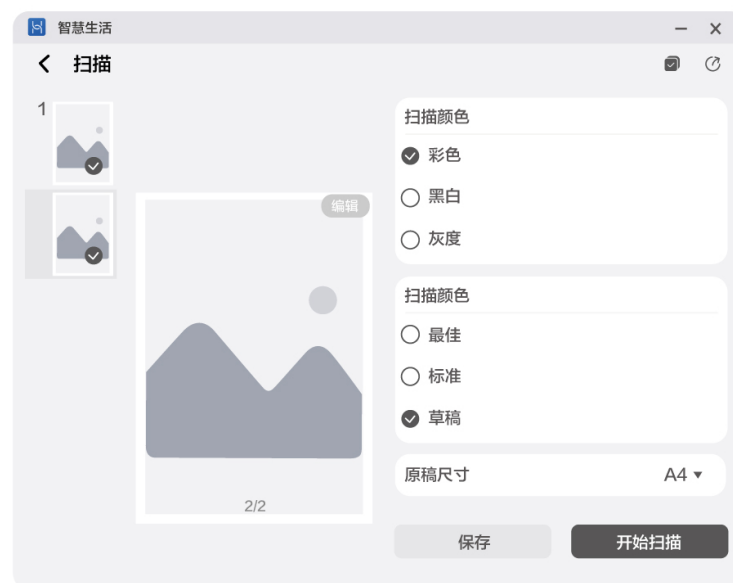 智慧生活
扫描
1
编辑
2/2
扫描颜色
彩色
黑白
灰度
扫描颜色
最佳
标准
草稿
原稿尺寸 A4
保存 开始扫描